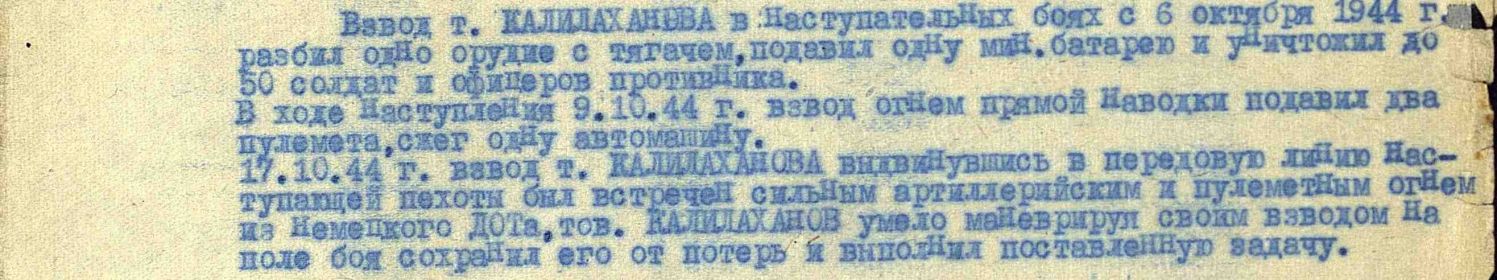 Взвод т. КАЛИЛАХАНОВА в наступательных боях с 6 октября 1944 г.
разбил одно орудие с тягачем,подавил одну мин.батарею и уничтожил до
50 солдат и офицеров противника.
В ходе наступления 9.10.44 г. взвод огнем прямой наводки подавил два
пулемета,сжег одну автомашину.
17.10.44 г. взвод т. КАЛИЛАХАНОВА выдвинувшись в передовую линию нас-
тупающей пехоты был встречен сильным артиллерийским и пулеметным огнем
из немецкого ДОТа,тов. КАЛИЛАХАНОВ умело маневрируя своим взводом на
поле боя сохранил его от потерь и выполнил поставленную задачу.